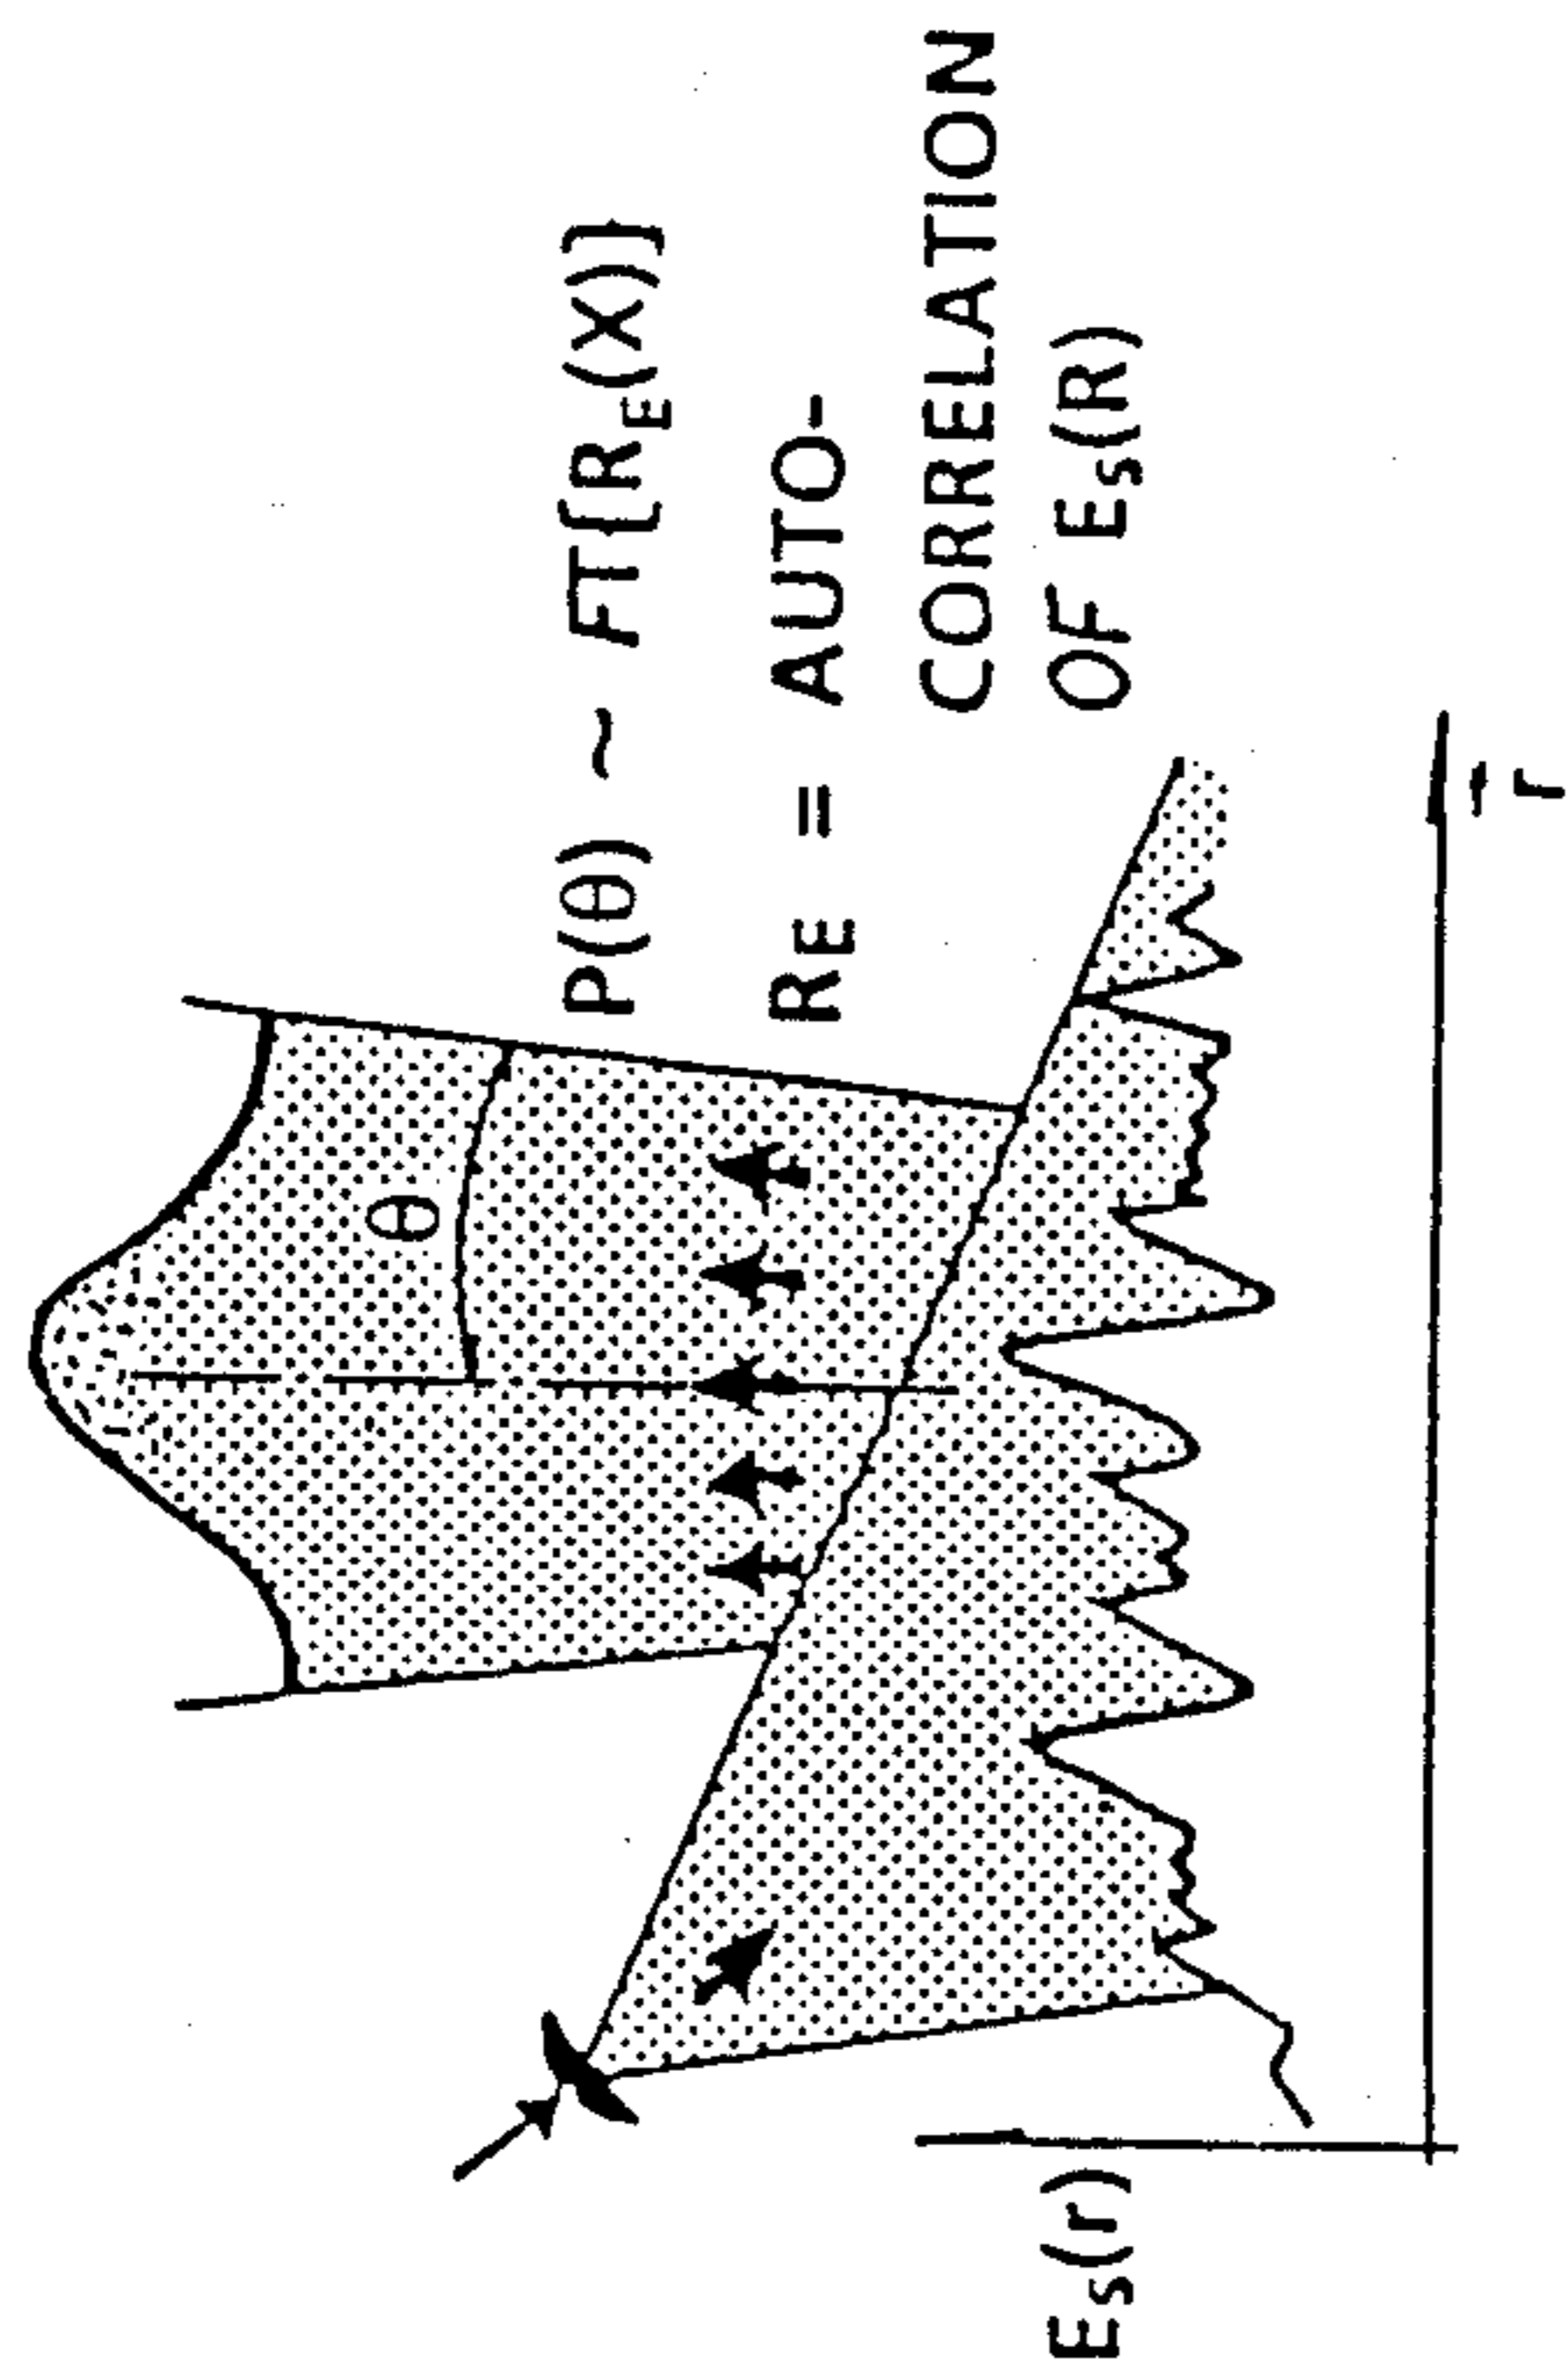 θ
P(θ) ~ FT[R_E(X)]
R_E = AUTO-
CORRELATION
OF E_S(R)
E_S(r)
r⃗